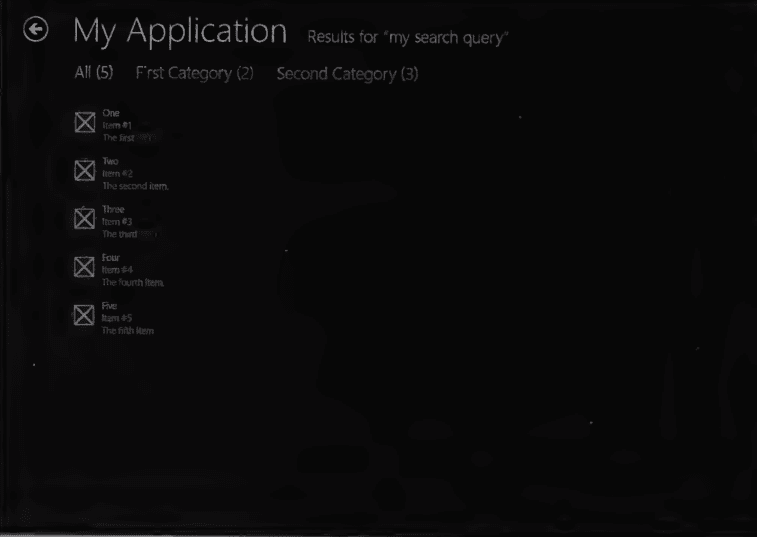 My Application Results for "my search query"
All (5) First Category (2) Second Category (3)
One
Item #1
The first
Two
Item #2
The second item.
Three
Item #3
The third
Four
Item #4
The fourth item.
Five
Item #5
The fifth item